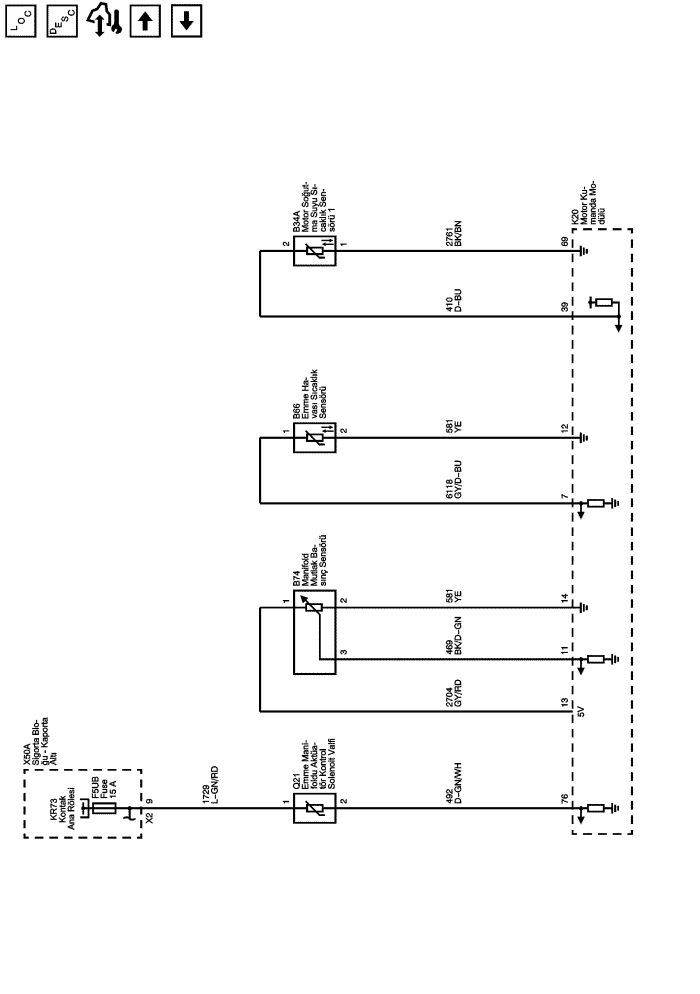 LOC
DESC
X50A
Sigorta Blo-
ğu - Kaporta
Altı
KR73
Kontak
Ana Rölesi
F5UB
Fuse
15 A
X2
9
1729
L-GN/RD
1
Q21
Emme Mani-
foldu Aktüa-
tör Kontrol
Solenoit Valfi
2
492
D-GN/WH
76
1
B74
Manifold
Mutlak Ba-
sınç Sensörü
3
2
2704
GY/RD
13
5V
469
BK/D-GN
11
581
YE
14
1
B66
Emme Ha-
vası Sıcaklık
Sensörü
2
6118
GY/D-BU
7
581
YE
12
2
B34A
Motor Soğut-
ma Suyu Sı-
caklık Sen-
sörü 1
1
410
D-BU
39
2761
BK/BN
69
K20
Motor Ku-
manda Mo-
dülü